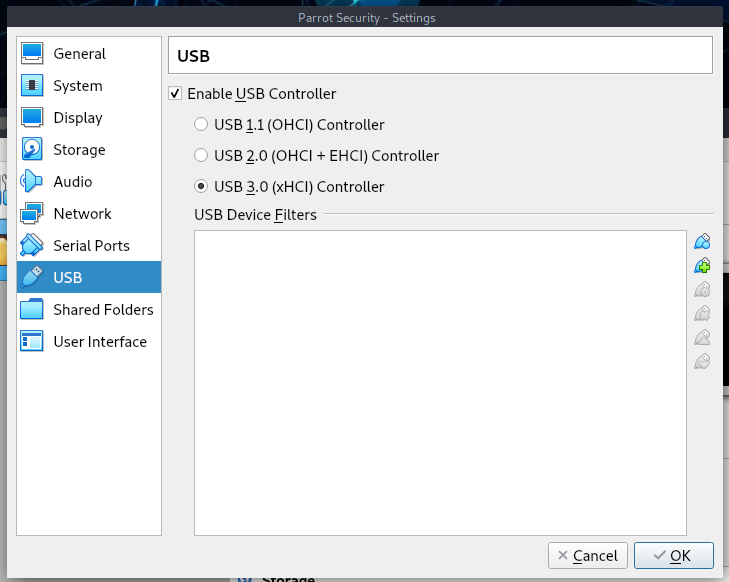 Parrot Security - Settings
General
System
Display
Storage
Audio
Network
Serial Ports
USB
Shared Folders
User Interface
USB
Enable USB Controller
USB 1.1 (OHCI) Controller
USB 2.0 (OHCI + EHCI) Controller
USB 3.0 (xHCI) Controller
USB Device Filters
Cancel
OK
Storage